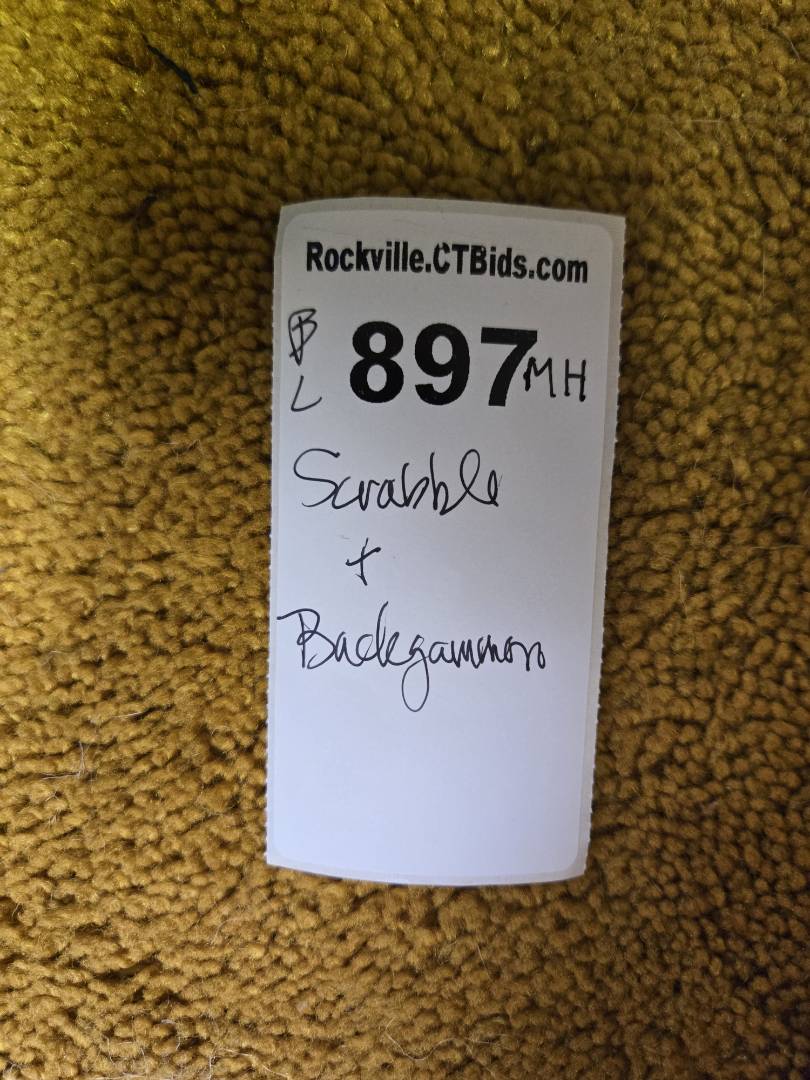 Rockville.CTBids.com
B
L
897MH
Scrabble
+
Backgammon